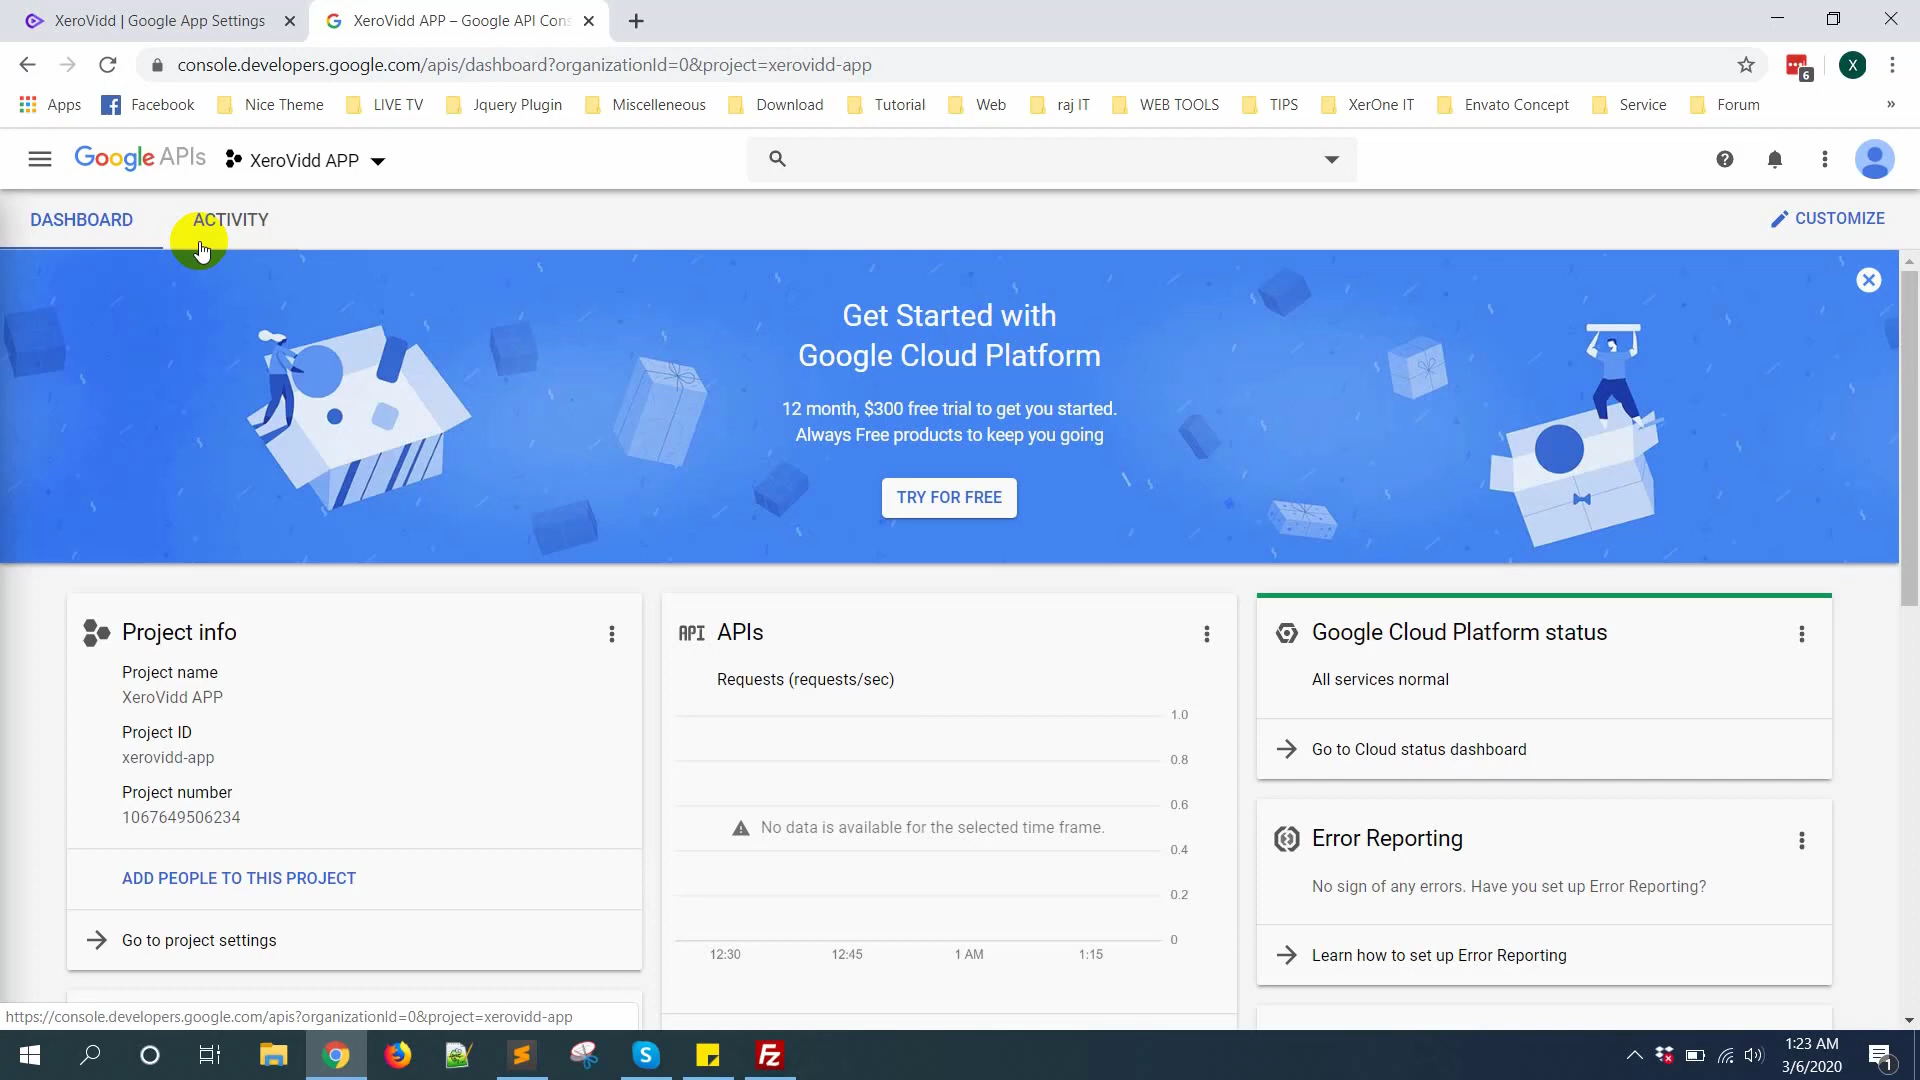 XeroVidd | Google App Settings
XeroVidd APP – Google API Cons
console.developers.google.com/apis/dashboard?organizationId=0&project=xerovidd-app
6
X
Apps
Facebook
Nice Theme
LIVE TV
Jquery Plugin
Miscelleneous
Download
Tutorial
Web
raj IT
WEB TOOLS
TIPS
XerOne IT
Envato Concept
Service
Forum
»
Google APIs
XeroVidd APP
DASHBOARD
ACTIVITY
CUSTOMIZE
Get Started with
Google Cloud Platform
12 month, $300 free trial to get you started.
Always Free products to keep you going
TRY FOR FREE
Project info
Project name
XeroVidd APP
Project ID
xerovidd-app
Project number
1067649506234
ADD PEOPLE TO THIS PROJECT
Go to project settings
API APIs
Requests (requests/sec)
1.0
0.8
0.6
No data is available for the selected time frame.
0.4
0.2
0
12:30 12:45 1 AM 1:15
Google Cloud Platform status
All services normal
Go to Cloud status dashboard
Error Reporting
No sign of any errors. Have you set up Error Reporting?
Learn how to set up Error Reporting
https://console.developers.google.com/apis?organizationId=0&project=xerovidd-app
1:23 AM
3/6/2020
1